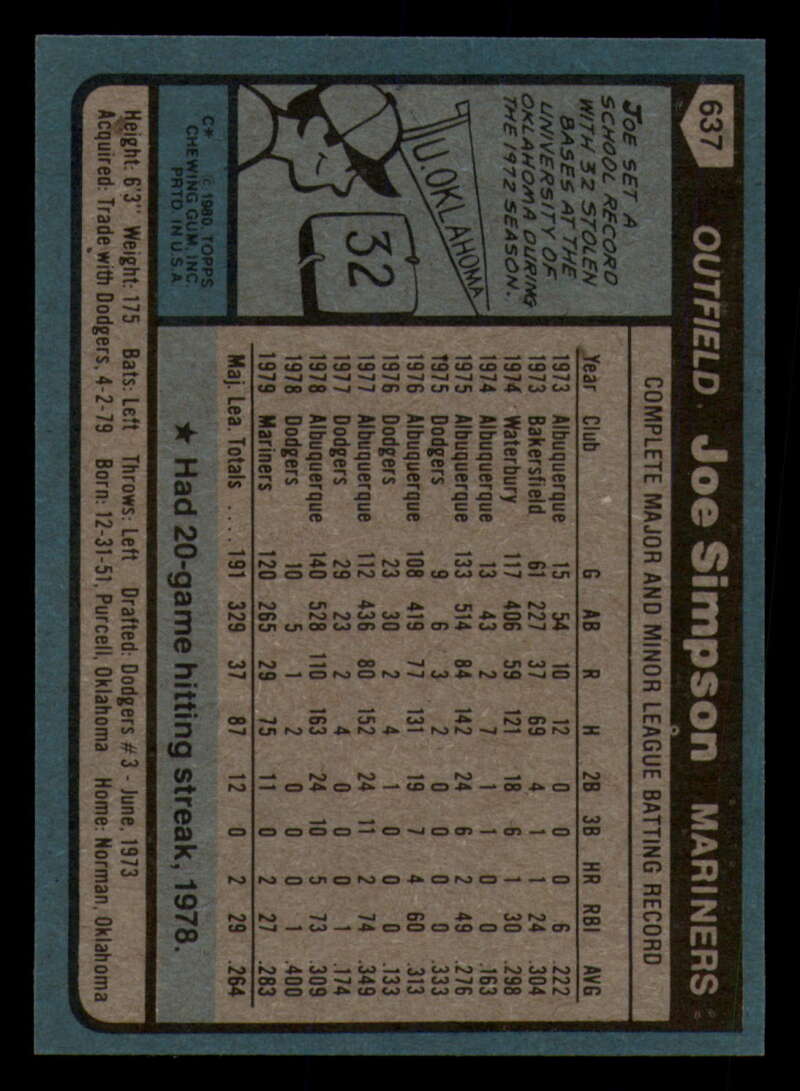 637
OUTFIELD • Joe Simpson MARINERS
JOE SET A
SCHOOL RECORD
WITH 32 STOLEN
BASES AT THE
UNIVERSITY OF
OKLAHOMA DURING
THE 1972 SEASON.
U. OKLAHOMA
32
C* © 1980 TOPPS
CHEWING GUM, INC.
PRTD. IN U.S.A.
COMPLETE MAJOR AND MINOR LEAGUE BATTING RECORD
Year Club G AB R H 2B 3B HR RBI AVG
1973 Albuquerque 15 54 10 12 0 0 0 6 .222
1973 Bakersfield 61 227 37 69 4 1 1 24 .304
1974 Waterbury 117 406 59 121 18 6 1 30 .298
1974 Albuquerque 13 43 2 7 1 1 0 0 .163
1975 Albuquerque 133 514 84 142 24 6 2 49 .276
1975 Dodgers 9 6 3 2 0 0 0 0 .333
1976 Albuquerque 108 419 77 131 19 7 4 60 .313
1976 Dodgers 23 30 2 4 1 0 0 0 .133
1977 Albuquerque 112 436 80 152 24 11 2 74 .349
1977 Dodgers 29 23 2 4 0 0 0 1 .174
1978 Albuquerque 140 528 110 163 24 10 5 73 .309
1978 Dodgers 10 5 1 2 0 0 0 1 .400
1979 Mariners 120 265 29 75 11 0 2 27 .283
Maj. Lea Totals .... 191 329 37 87 12 0 2 29 .264
★ Had 20-game hitting streak, 1978.
Height: 6'3" Weight: 175 Bats: Left Throws: Left Drafted: Dodgers #3 - June, 1973
Acquired: Trade with Dodgers, 4-2-79 Born: 12-31-51, Purcell, Oklahoma Home: Norman, Oklahoma